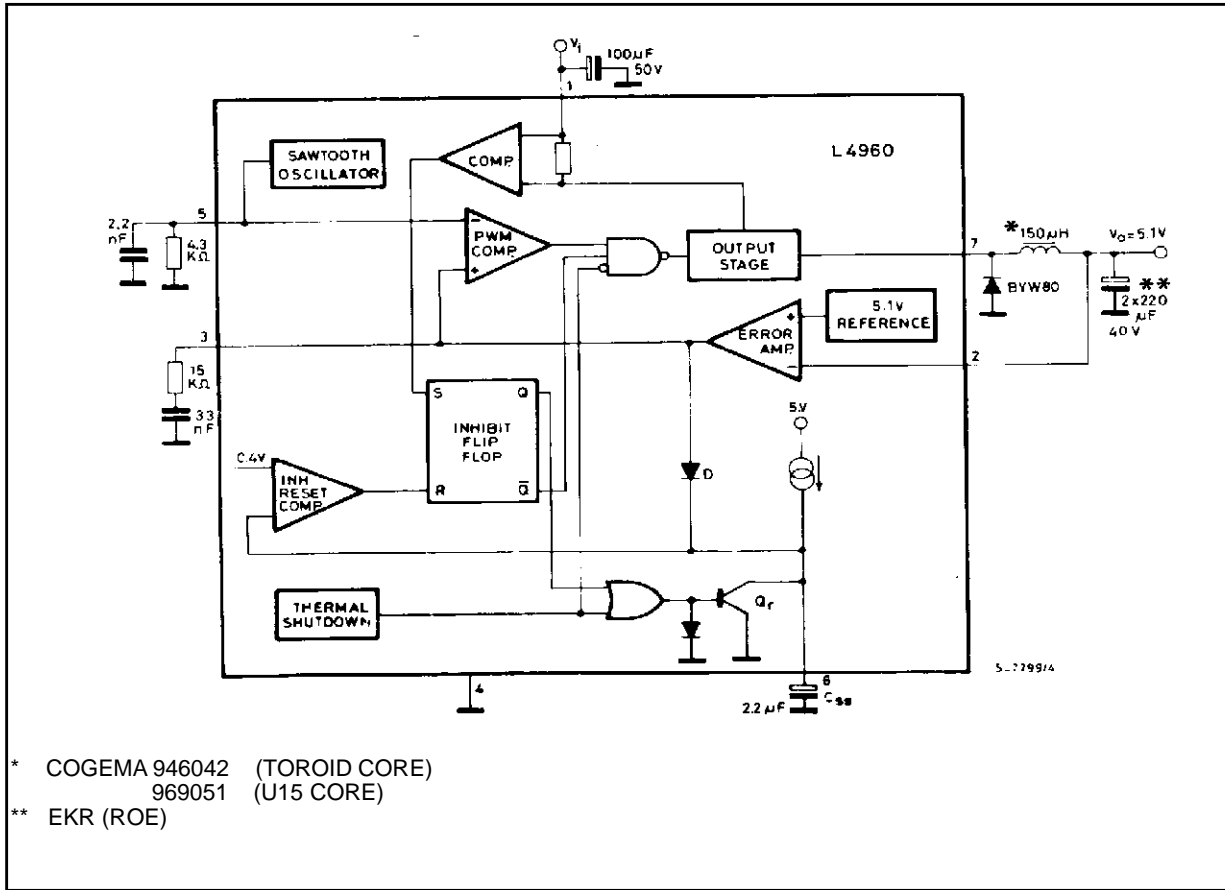 Vi
100µF
50V
1
L4960
SAWTOOTH
OSCILLATOR
COMP.
5
2.2
nF
4.3
KΩ
-
PWM
COMP.
+
OUTPUT
STAGE
7
*150µH
Vo=5.1V
BYW80
**
2x220
µF
40V
5.1V
REFERENCE
+
ERROR
AMP.
-
2
3
15
KΩ
33
nF
S
Q
INHIBIT
FLIP
FLOP
R
Q̅
5V
D
0.4V
INH
RESET
COMP.
THERMAL
SHUTDOWN
Qr
4
6
Css
2.2µF
S-7799/4
* COGEMA 946042 (TOROID CORE)
969051 (U15 CORE)
** EKR (ROE)